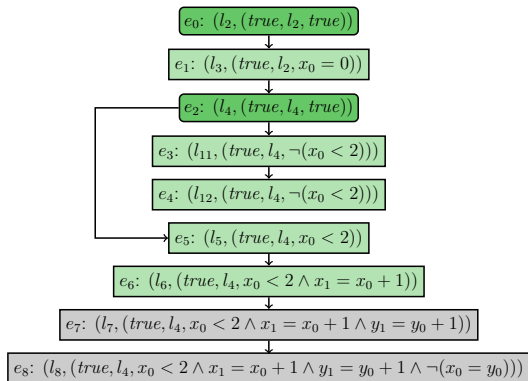 e₀: (l₂, (true, l₂, true))
e₁: (l₃, (true, l₂, x₀ = 0))
e₂: (l₄, (true, l₄, true))
e₃: (l₁₁, (true, l₄, ¬(x₀ < 2)))
e₄: (l₁₂, (true, l₄, ¬(x₀ < 2)))
e₅: (l₅, (true, l₄, x₀ < 2))
e₆: (l₆, (true, l₄, x₀ < 2 ∧ x₁ = x₀ + 1))
e₇: (l₇, (true, l₄, x₀ < 2 ∧ x₁ = x₀ + 1 ∧ y₁ = y₀ + 1))
e₈: (l₈, (true, l₄, x₀ < 2 ∧ x₁ = x₀ + 1 ∧ y₁ = y₀ + 1 ∧ ¬(x₀ = y₀)))